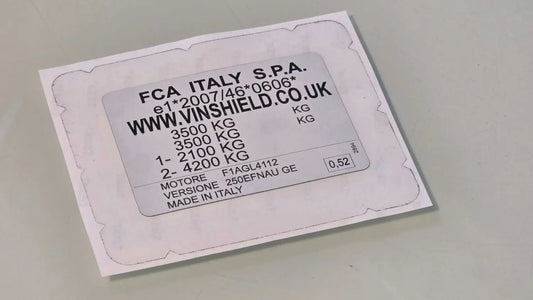 FCA ITALY S.P.A.
e1*2007/46*0606*
WWW.VINSHIELD.CO.UK
3500 KG KG
3500 KG KG
1- 2100 KG
2- 4200 KG
MOTORE F1AGL4112
VERSIONE 250EFNAU GE
MADE IN ITALY
0,52